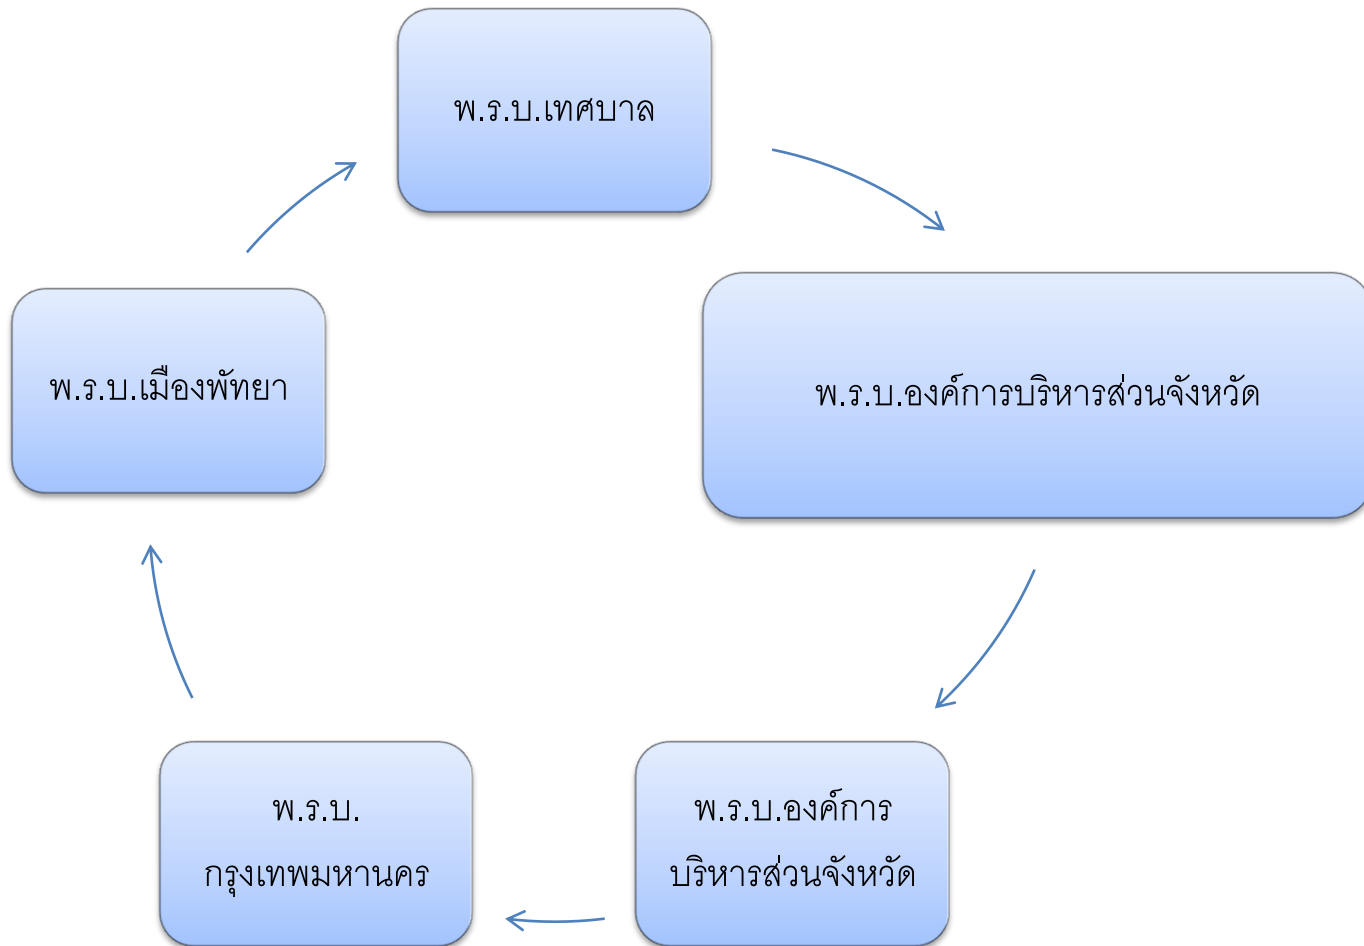 พ.ร.บ.เทศบาล
พ.ร.บ.องค์การบริหารส่วนจังหวัด
พ.ร.บ.องค์การ
บริหารส่วนจังหวัด
พ.ร.บ.
กรุงเทพมหานคร
พ.ร.บ.เมืองพัทยา